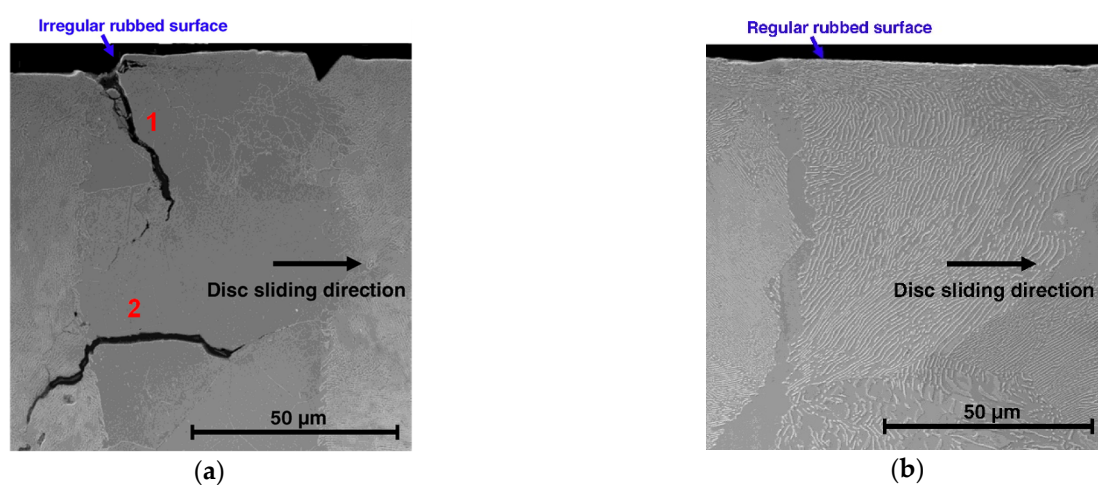 Irregular rubbed surface
1
Disc sliding direction
2
50 µm
(a)
Regular rubbed surface
Disc sliding direction
50 µm
(b)